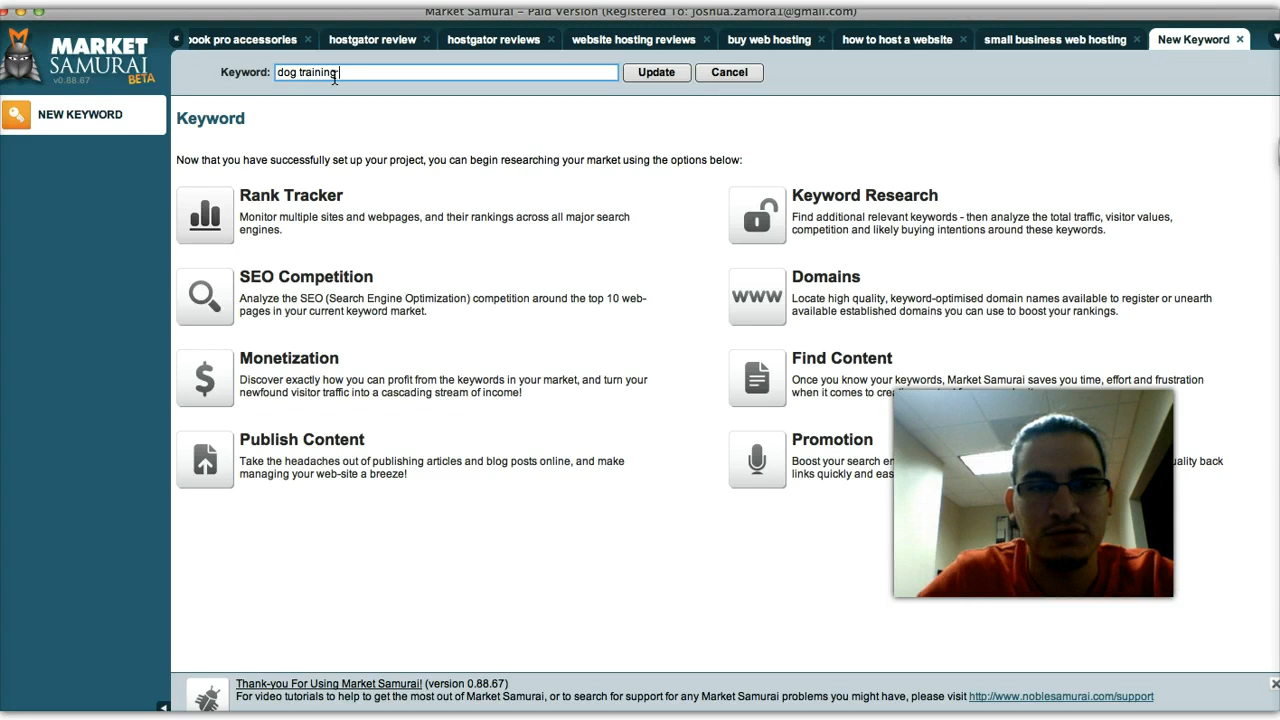 Market Samurai – Paid Version (Registered To: joshua.zamora1@gmail.com)
MARKET
SAMURAI
v0.88.67 BETA
book pro accessories
hostgator review
hostgator reviews
website hosting reviews
buy web hosting
how to host a website
small business web hosting
New Keyword
Keyword: dog training
Update
Cancel
NEW KEYWORD
Keyword
Now that you have successfully set up your project, you can begin researching your market using the options below:
Rank Tracker
Monitor multiple sites and webpages, and their rankings across all major search
engines.
Keyword Research
Find additional relevant keywords - then analyze the total traffic, visitor values,
competition and likely buying intentions around these keywords.
SEO Competition
Analyze the SEO (Search Engine Optimization) competition around the top 10 web-
pages in your current keyword market.
WWW
Domains
Locate high quality, keyword-optimised domain names available to register or unearth
available established domains you can use to boost your rankings.
Monetization
Discover exactly how you can profit from the keywords in your market, and turn your
newfound visitor traffic into a cascading stream of income!
Find Content
Once you know your keywords, Market Samurai saves you time, effort and frustration
when it comes to
Publish Content
Take the headaches out of publishing articles and blog posts online, and make
managing your web-site a breeze!
Promotion
Boost your search uality back
links quickly and
Thank-you For Using Market Samurai! (version 0.88.67)
For video tutorials to help to get the most out of Market Samurai, or to search for support for any Market Samurai problems you might have, please visit http://www.noblesamurai.com/support